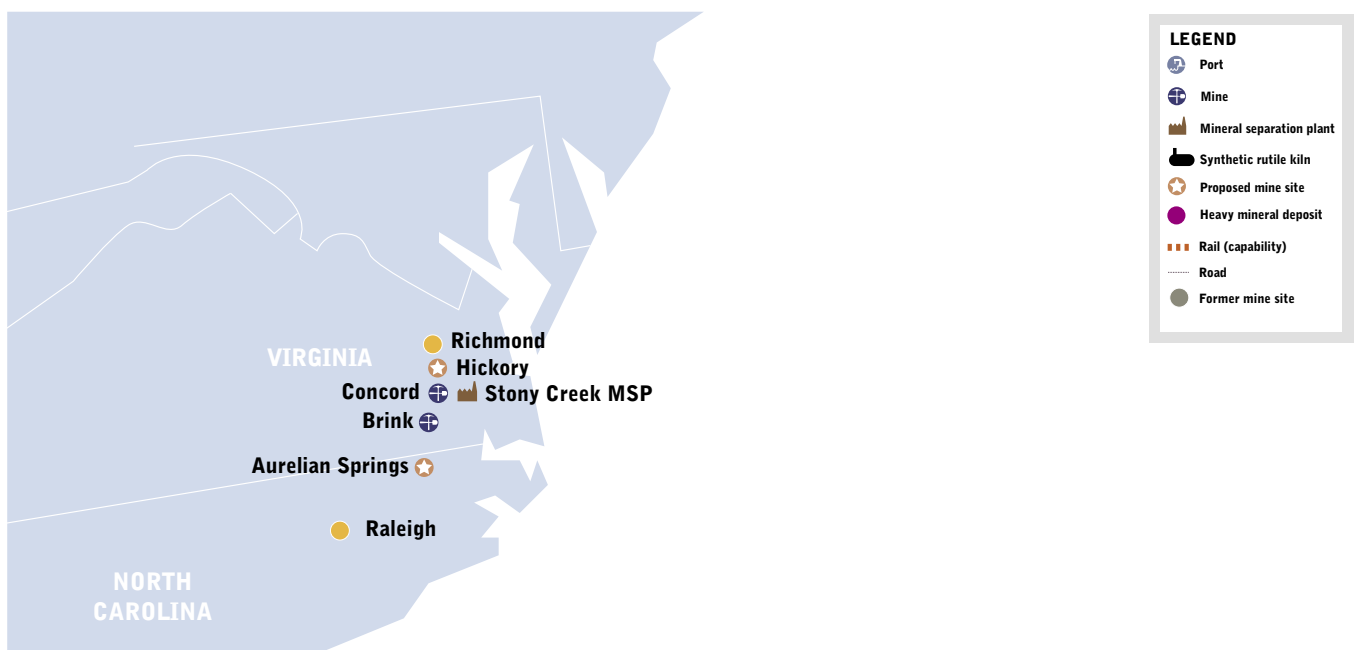 LEGEND
Port
Mine
Mineral separation plant
Synthetic rutile kiln
Proposed mine site
Heavy mineral deposit
Rail (capability)
Road
Former mine site
Richmond
VIRGINIA
Hickory
Concord
Stony Creek MSP
Brink
Aurelian Springs
Raleigh
NORTH
CAROLINA